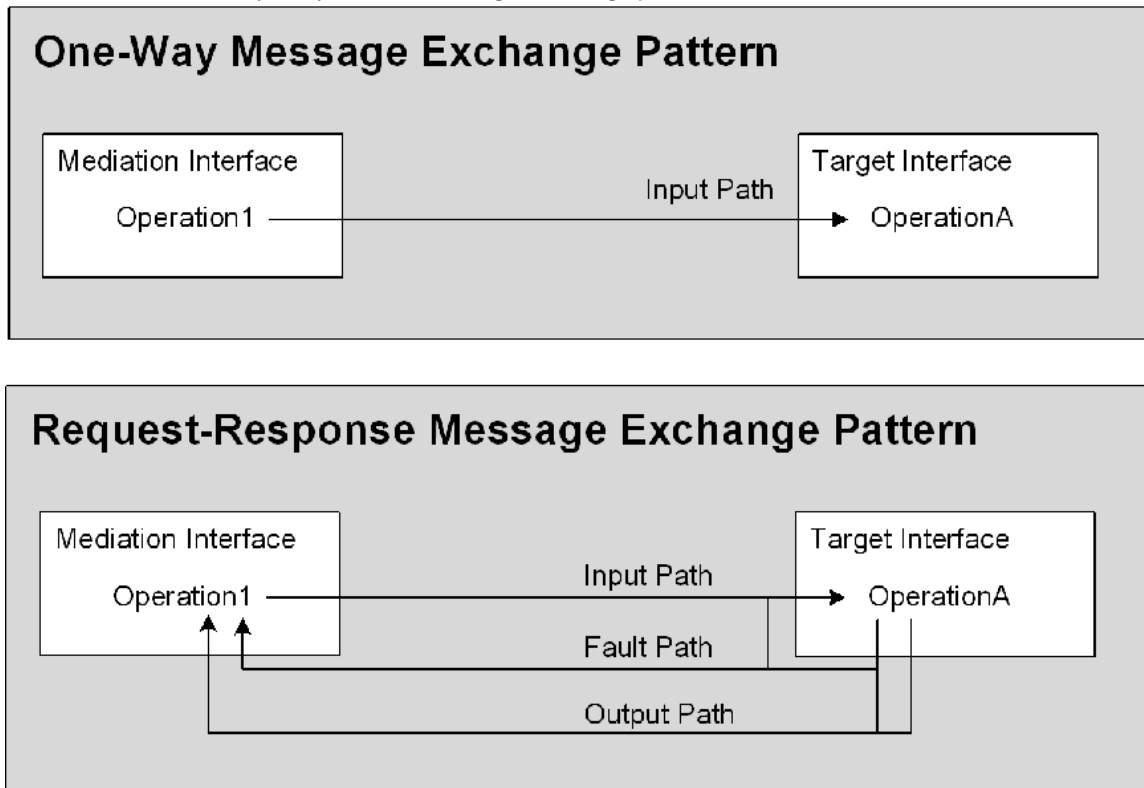 One-Way Message Exchange Pattern
Mediation Interface
Target Interface
Input Path
Operation1
OperationA
Request-Response Message Exchange Pattern
Mediation Interface
Target Interface
Input Path
Operation1
OperationA
Fault Path
Output Path